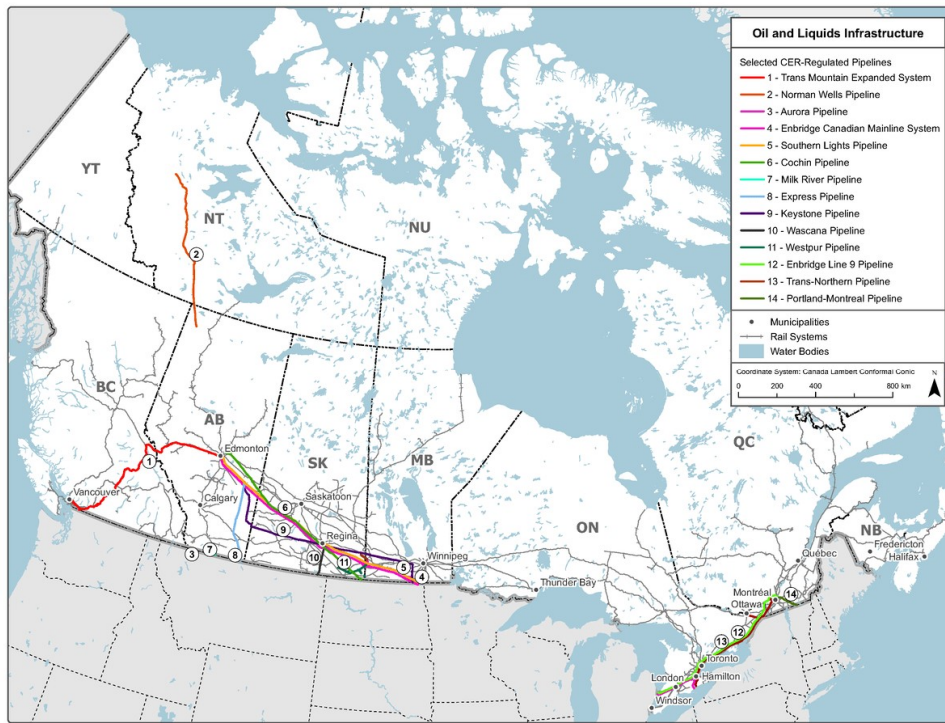 Oil and Liquids Infrastructure
Selected CER-Regulated Pipelines
1 - Trans Mountain Expanded System
2 - Norman Wells Pipeline
3 - Aurora Pipeline
4 - Enbridge Canadian Mainline System
5 - Southern Lights Pipeline
6 - Cochin Pipeline
7 - Milk River Pipeline
8 - Express Pipeline
9 - Keystone Pipeline
10 - Wascana Pipeline
11 - Westpur Pipeline
12 - Enbridge Line 9 Pipeline
13 - Trans-Northern Pipeline
14 - Portland-Montreal Pipeline
Municipalities
Rail Systems
Water Bodies
Coordinate System: Canada Lambert Conformal Conic
N
0 200 400 800 km
YT
NT
NU
2
BC
AB
SK
MB
ON
QC
NB
1
Edmonton
Vancouver
Calgary
Saskatoon
6
9
Regina
3
7
8
10
11
5
4
Winnipeg
Thunder Bay
Québec
Fredericton
Halifax
Montréal
14
Ottawa
13
12
Toronto
London
Hamilton
Windsor